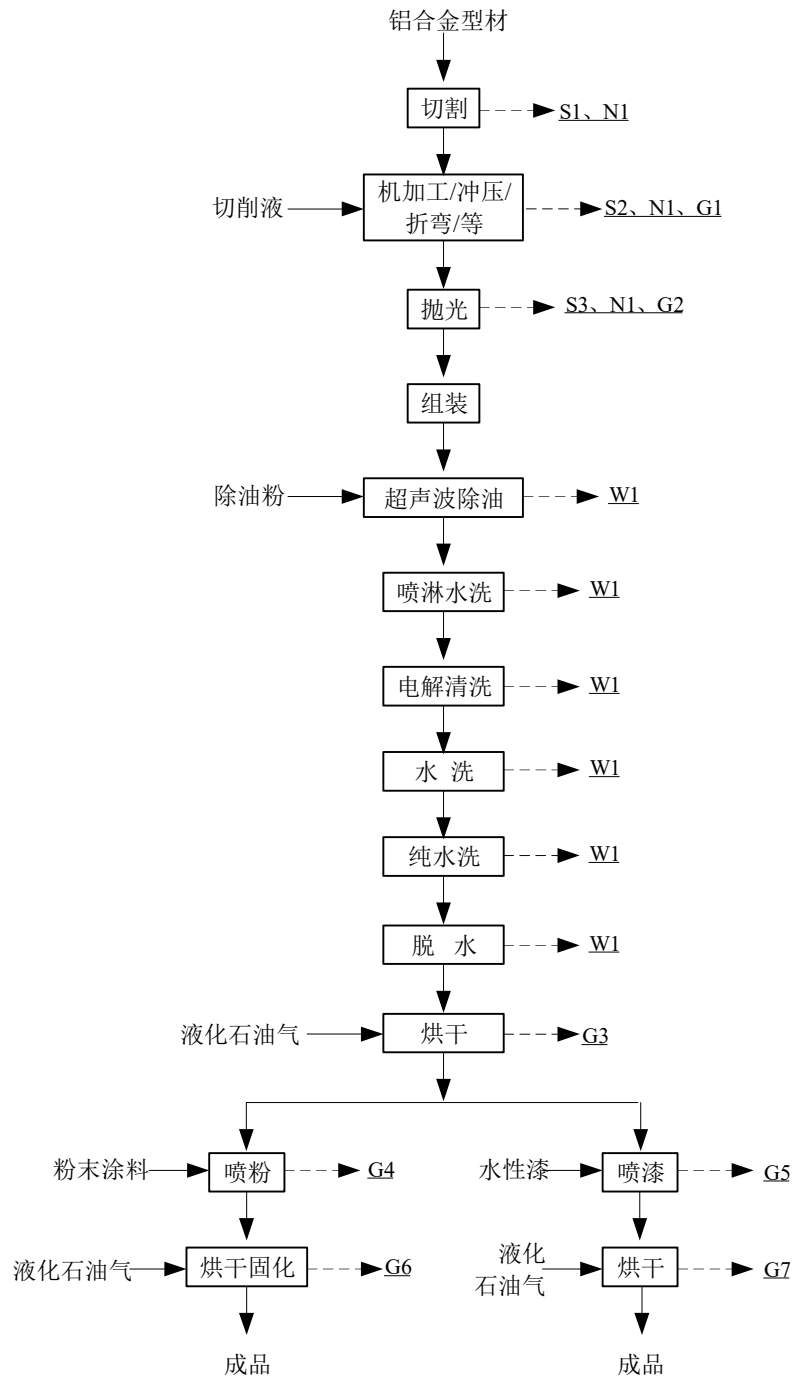 铝合金型材
切割
S1、N1
切削液
机加工/冲压/
折弯/等
S2、N1、G1
抛光
S3、N1、G2
组装
除油粉
超声波除油
W1
喷淋水洗
W1
电解清洗
W1
水 洗
W1
纯水洗
W1
脱 水
W1
液化石油气
烘干
G3
粉末涂料
喷粉
G4
水性漆
喷漆
G5
液化石油气
烘干固化
G6
液化
石油气
烘干
G7
成品
成品